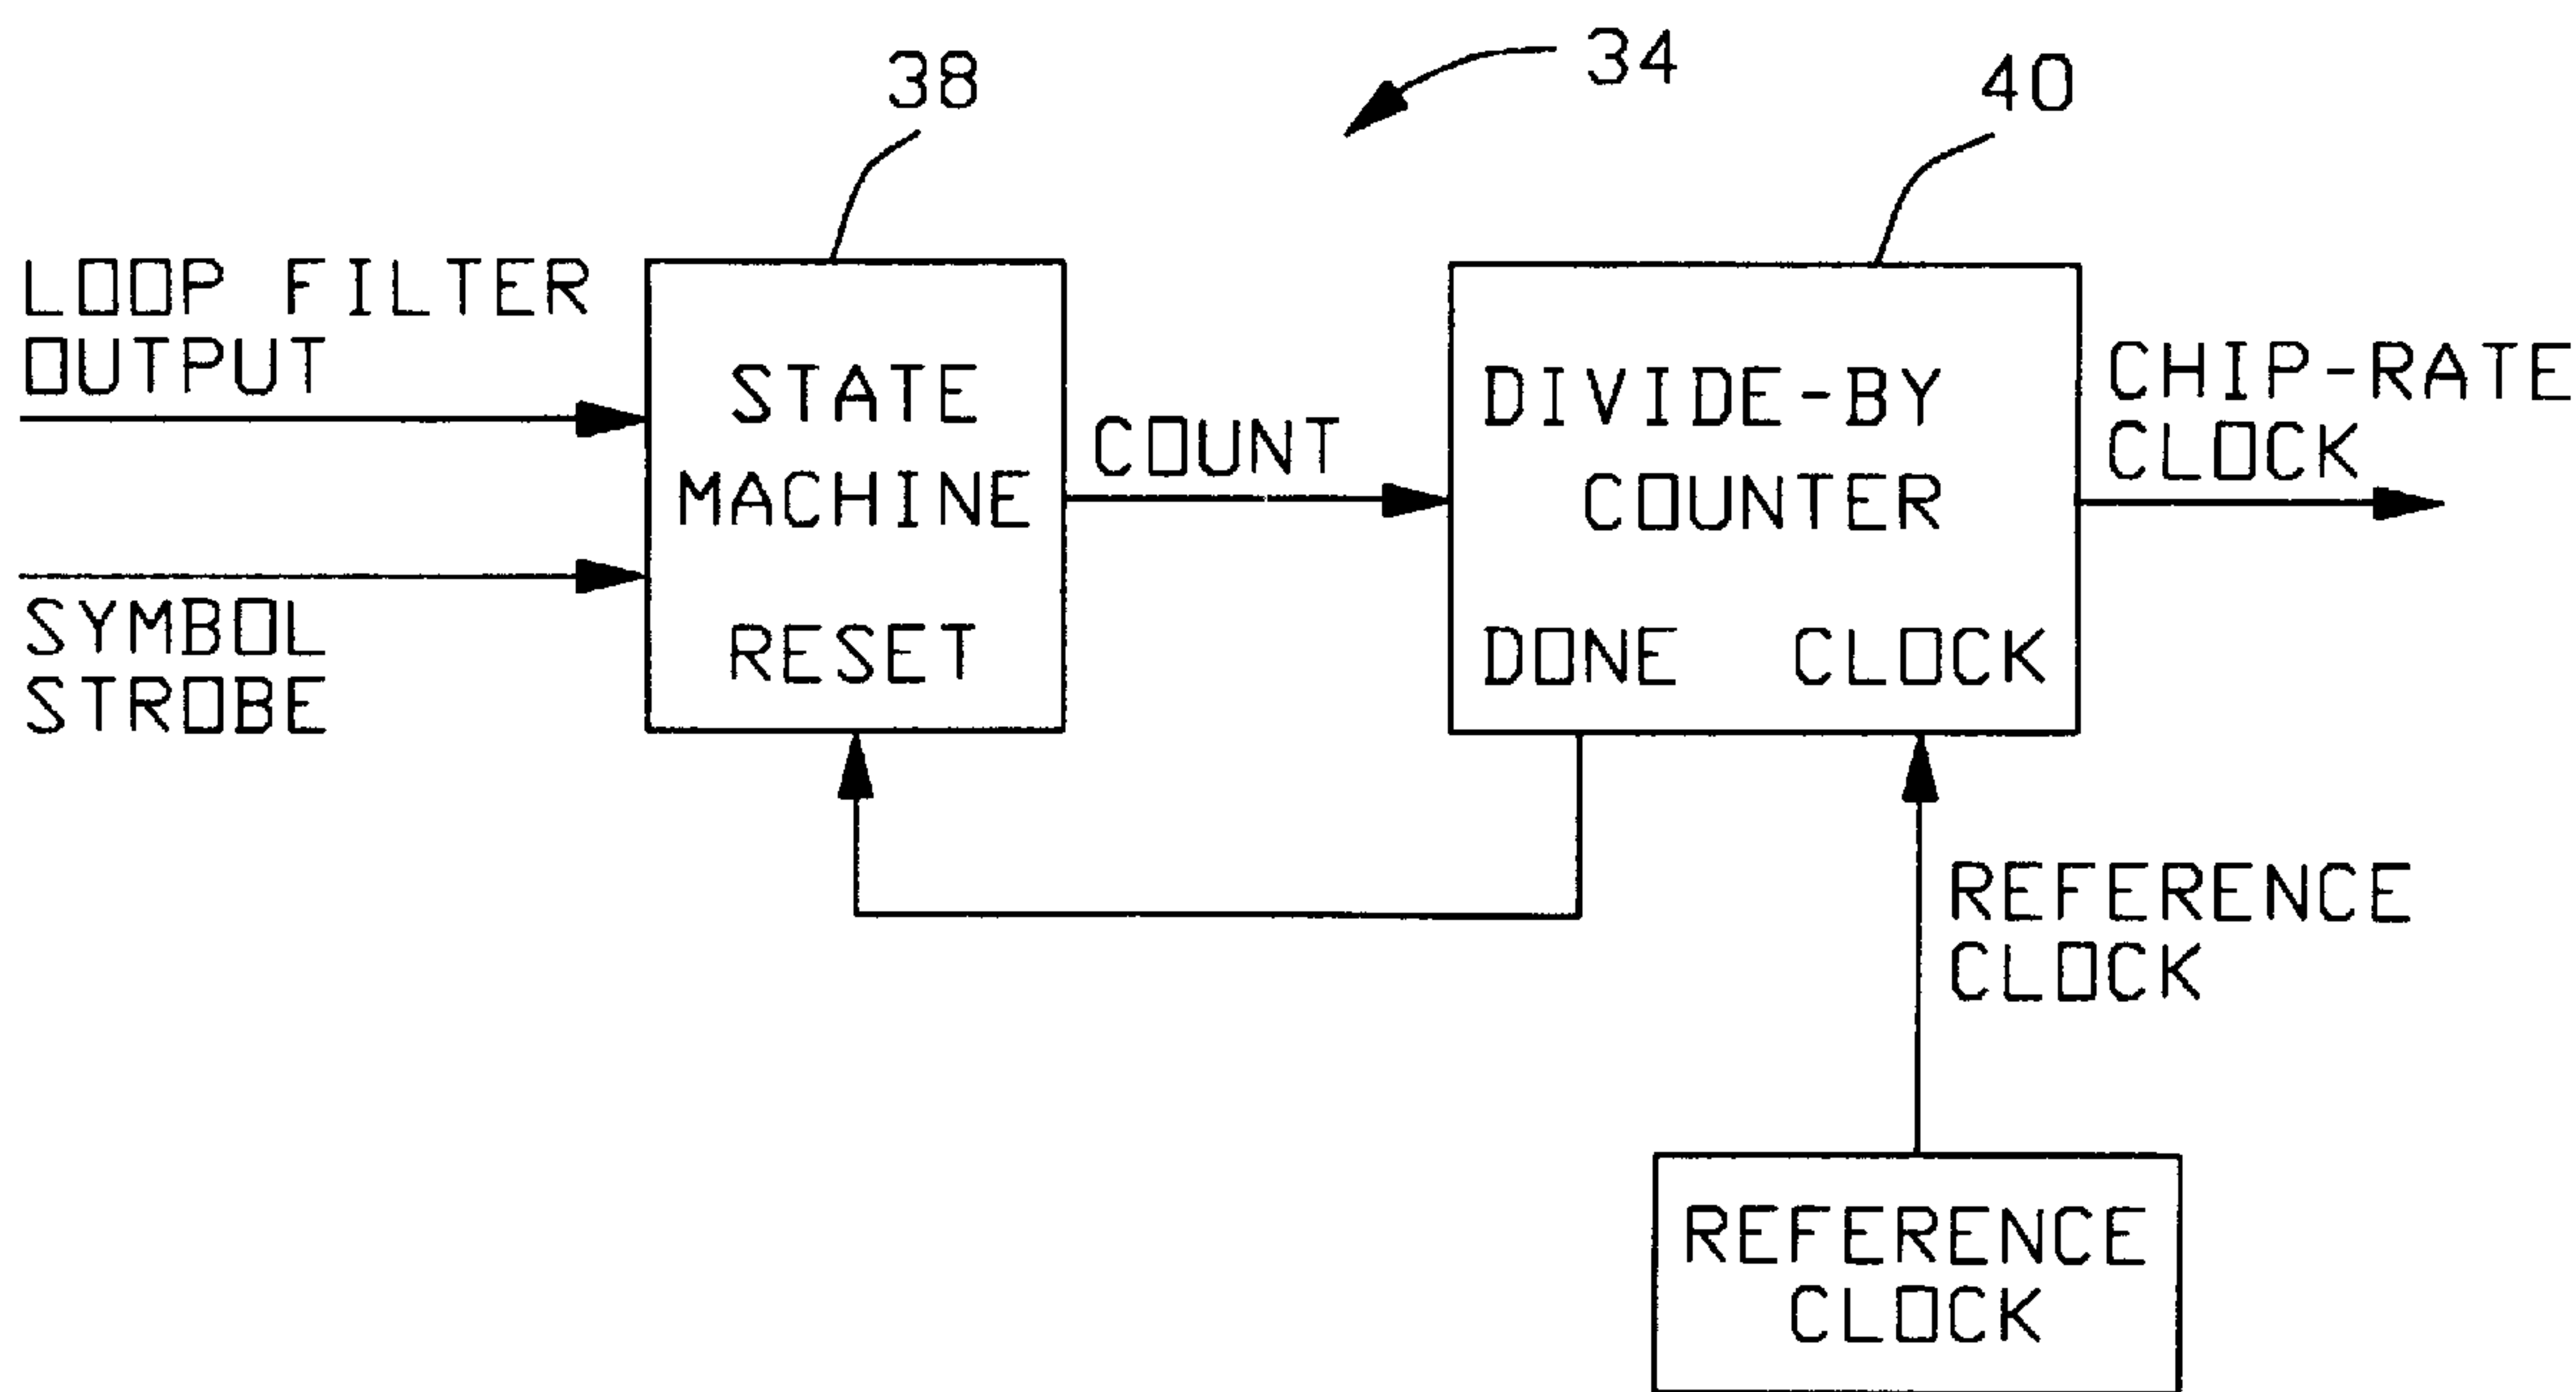 34
38
40
LOOP FILTER
OUTPUT
SYMBOL
STROBE
STATE
MACHINE
RESET
COUNT
DIVIDE-BY
COUNTER
DONE CLOCK
CHIP-RATE
CLOCK
REFERENCE
CLOCK
REFERENCE
CLOCK